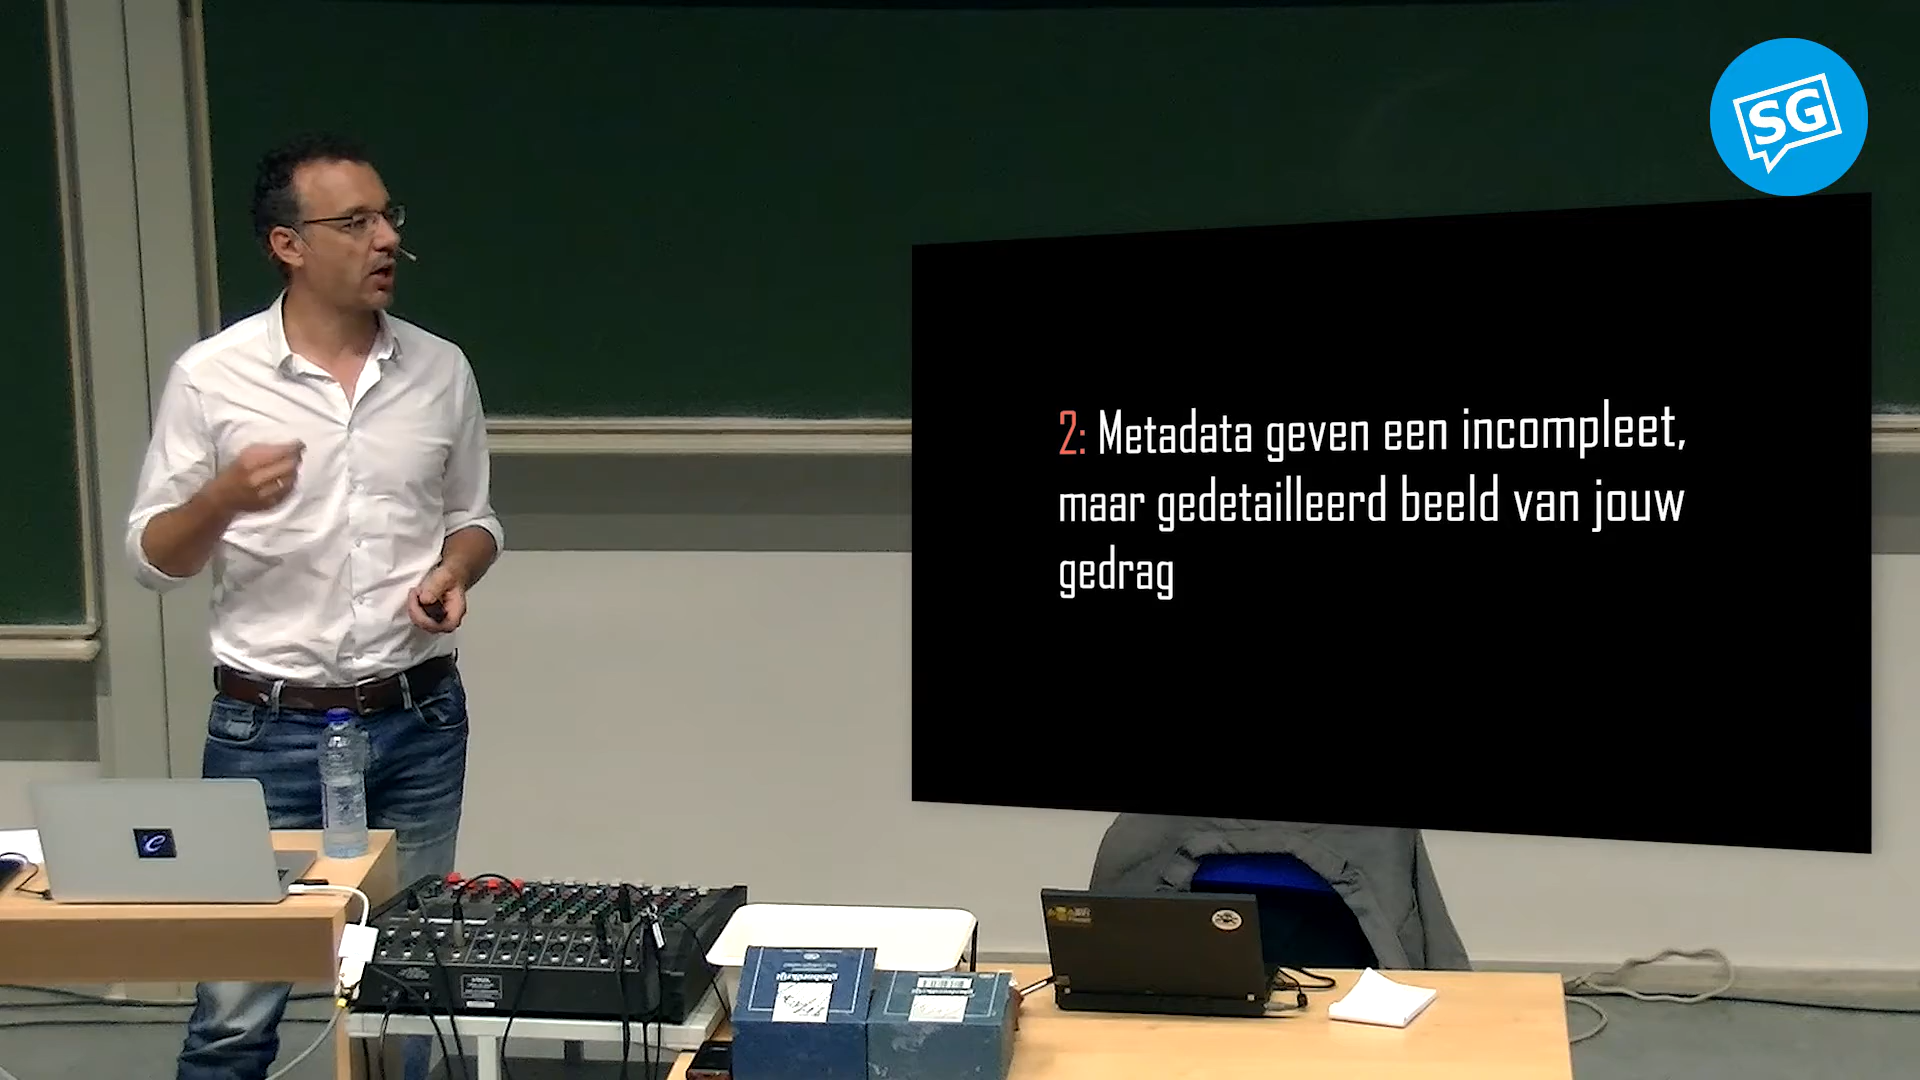 SG
2: Metadata geven een incompleet,
maar gedetailleerd beeld van jouw
gedrag